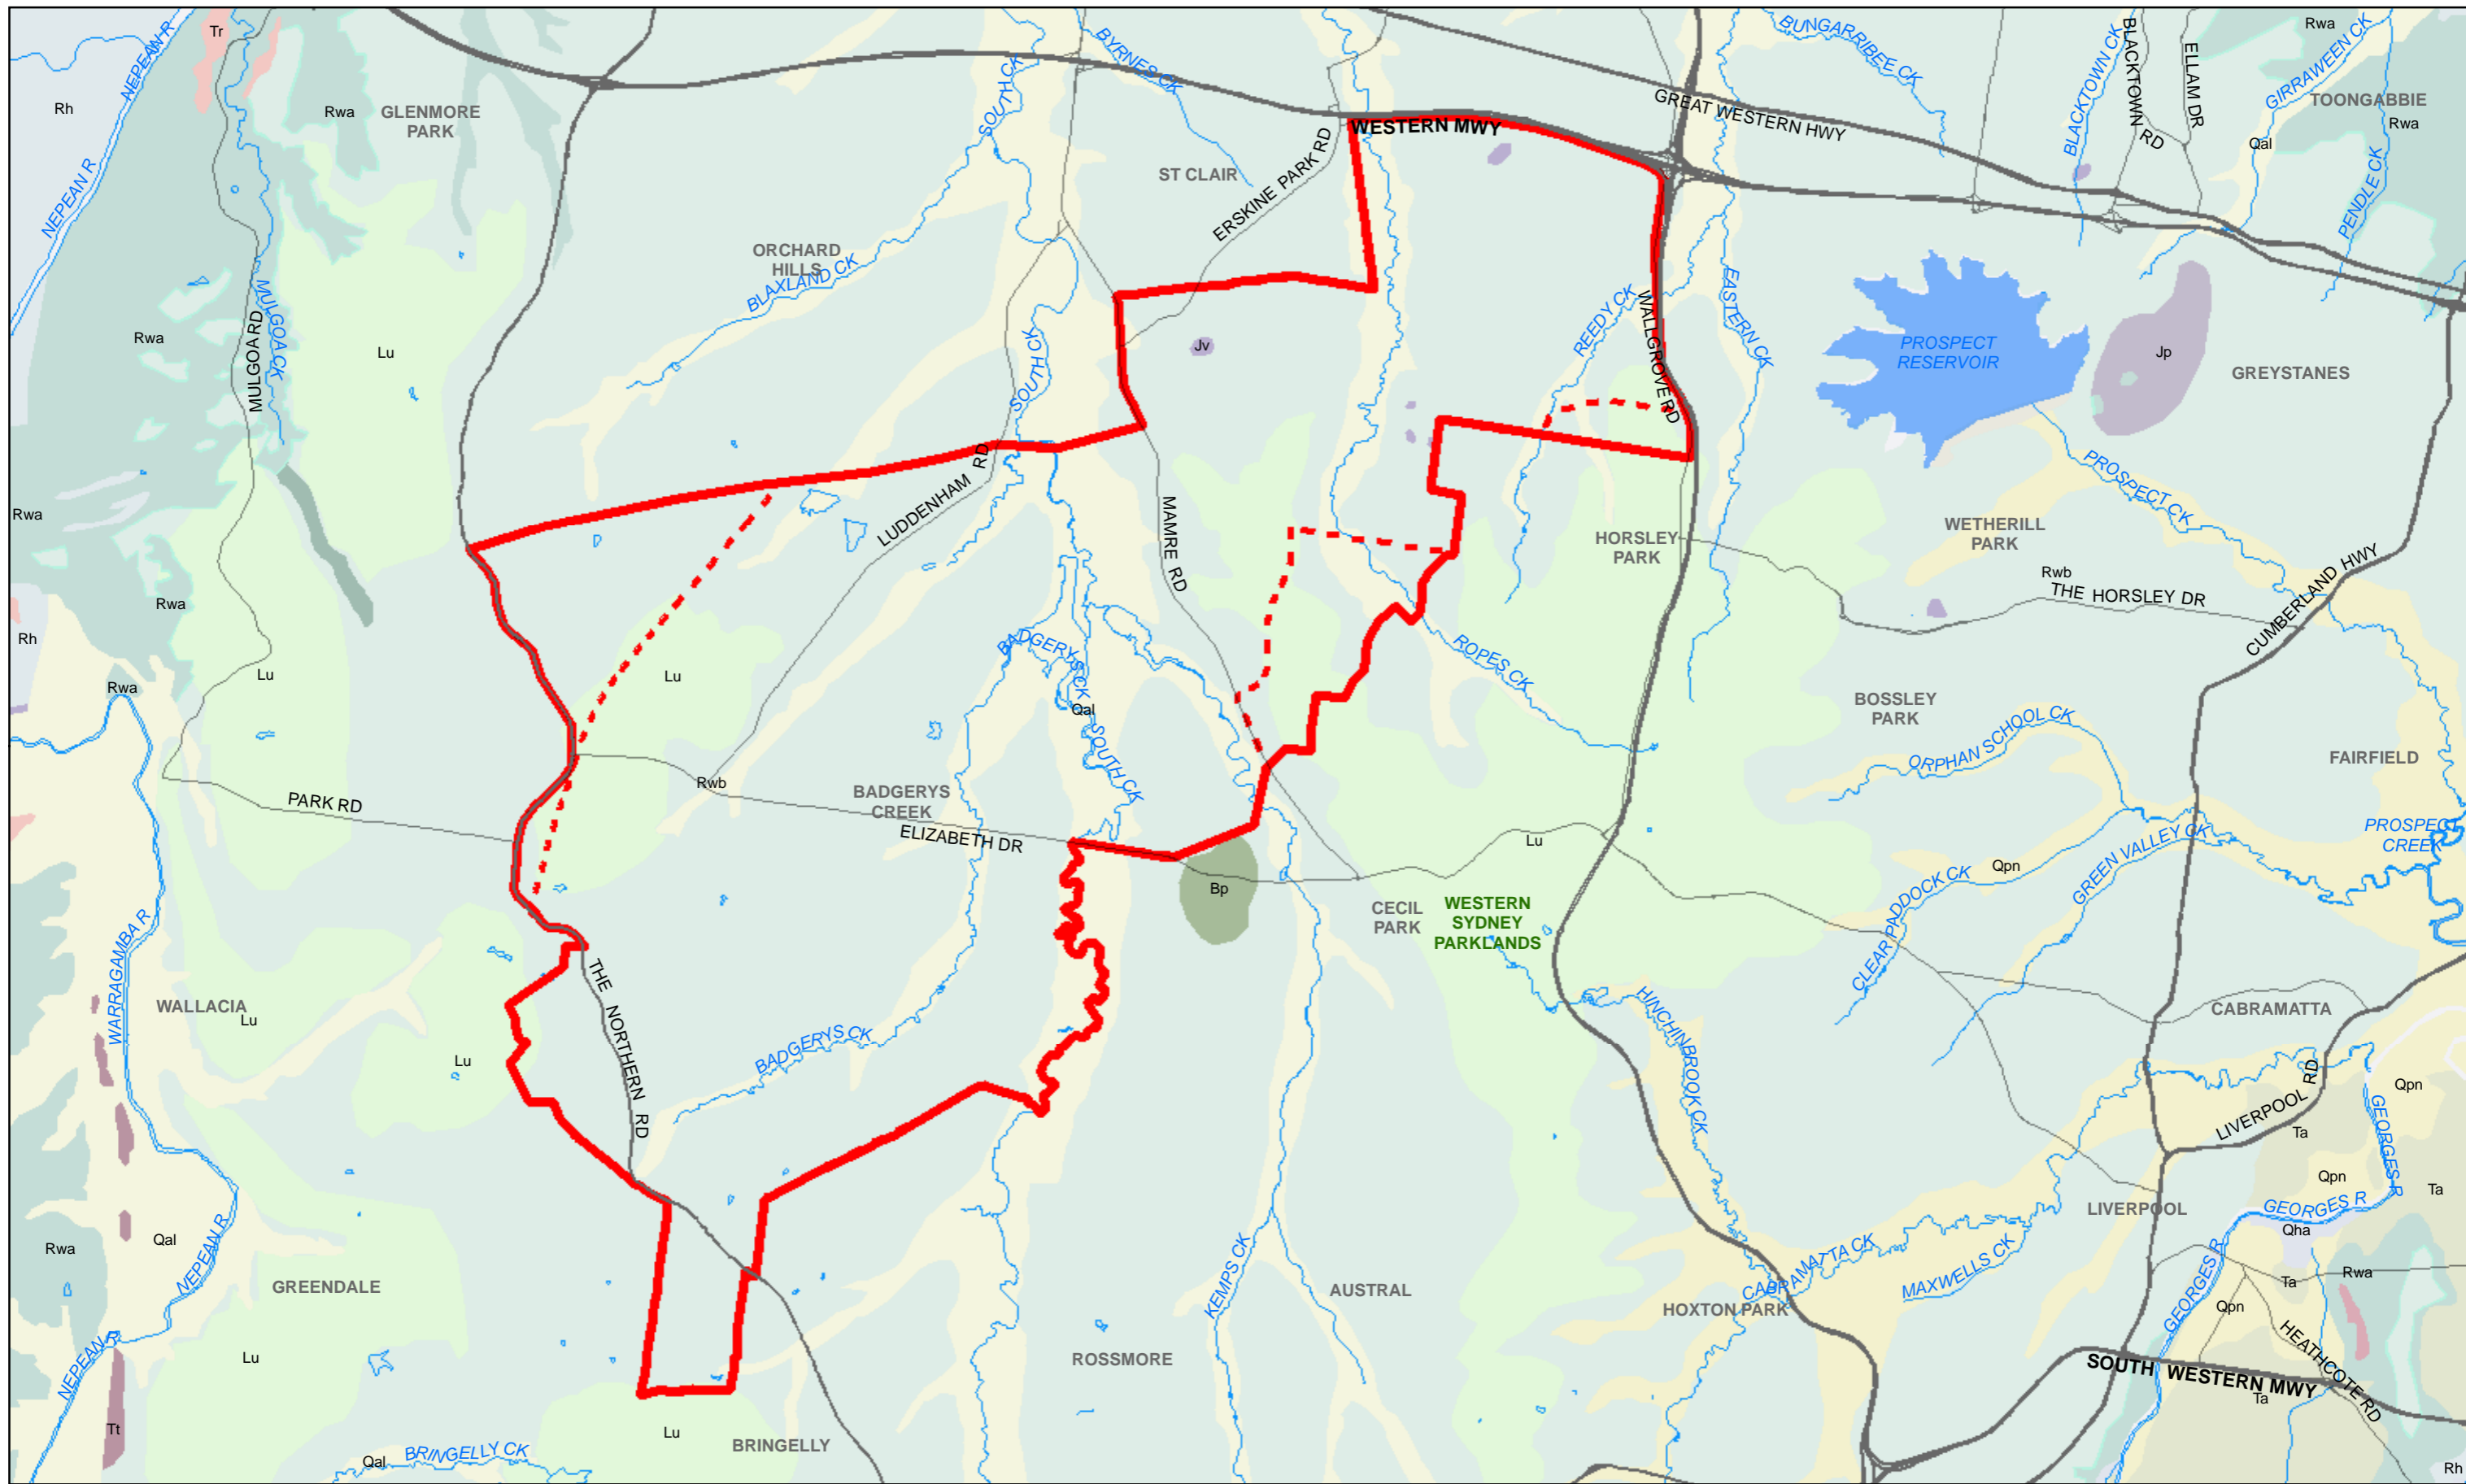 Tr
NEPEAN R
Rh
Rwa
GLENMORE
PARK
SOUTH CK
BYRNES CK
BUNGARRIBEE CK
BLACKTOWN CK
BLACKTOWN RD
ELLAM DR
Rwa
GIRRAWEEN CK
TOONGABBIE
Rwa
Qal
PENDLE CK
GREAT WESTERN HWY
WESTERN MWY
ST CLAIR
ERSKINE PARK RD
NEPEAN R
ORCHARD
HILLS
BLAXLAND CK
MULGOA CK
MULGOA RD
Rwa
Lu
SOUTH CK
Jv
REEDY CK
WALLGROVE RD
EASTERN CK
PROSPECT
RESERVOIR
Jp
GREYSTANES
LUDDENHAM RD
MAMRE RD
PROSPECT CK
Rwa
HORSLEY
PARK
WETHERILL
PARK
Rwb
THE HORSLEY DR
CUMBERLAND HWY
Rwa
Rh
Lu
Rwa
Lu
BADGERYS CK
Qal
SOUTH CK
ROPES CK
BOSSLEY
PARK
ORPHAN SCHOOL CK
FAIRFIELD
Rwb
BADGERYS
CREEK
PARK RD
ELIZABETH DR
Lu
GREEN VALLEY CK
PROSPECT
CREEK
Qpn
CLEAR PADDOCK CK
Bp
CECIL
PARK
WESTERN
SYDNEY
PARKLANDS
WARRAGAMBA R
WALLACIA
Lu
THE NORTHERN RD
Lu
BADGERYS CK
HINCHINBROOK CK
CABRAMATTA
LIVERPOOL RD
Qpn
Ta
GEORGES R
Qpn
Ta
LIVERPOOL
GEORGES R
Qha
Rwa
Qal
NEPEAN R
GREENDALE
KEMPS CK
AUSTRAL
HOXTON PARK
CABRAMATTA CK
MAXWELLS CK
GEORGES R
Ta
Rwa
Qpn
HEATHCOTE RD
NEPEAN R
Lu
ROSSMORE
SOUTH WESTERN MWY
Ta
Tt
Lu
BRINGELLY
Qal
BRINGELLY CK
Rh